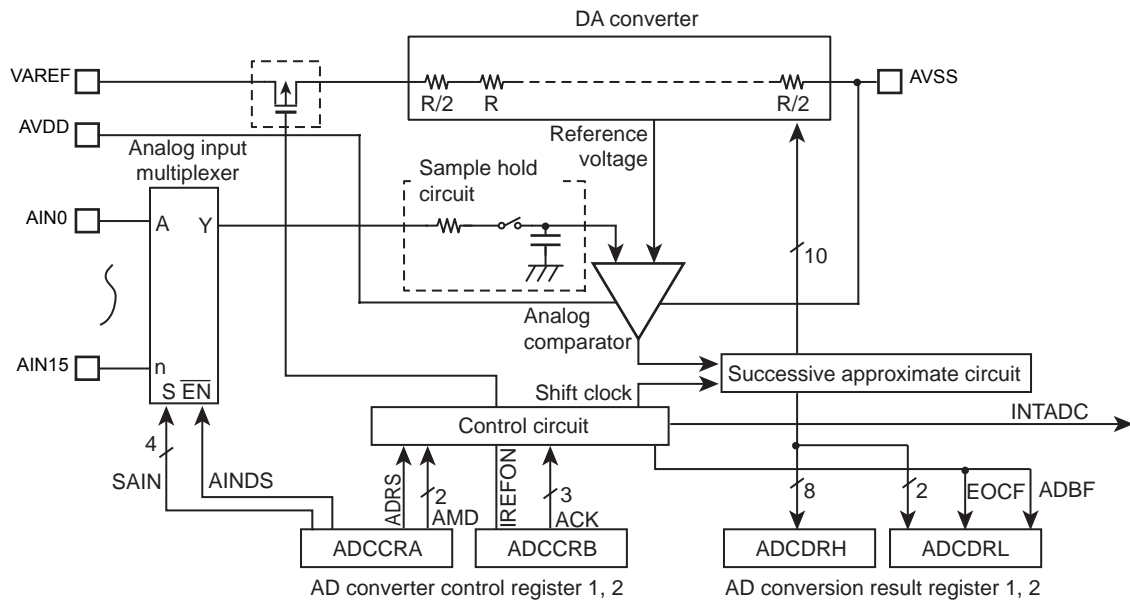 DA converter
VAREF
AVSS
R/2
R
R/2
AVDD
Analog input
multiplexer
Reference
voltage
Sample hold
circuit
AIN0
A
Y
10
Analog
comparator
AIN15
n
S
EN
Successive approximate circuit
Shift clock
INTADC
Control circuit
4
SAIN
AINDS
ADRS
2
AMD
IREFON
3
ACK
8
2
EOCF
ADBF
ADCCRA
ADCCRB
ADCDRH
ADCDRL
AD converter control register 1, 2
AD conversion result register 1, 2